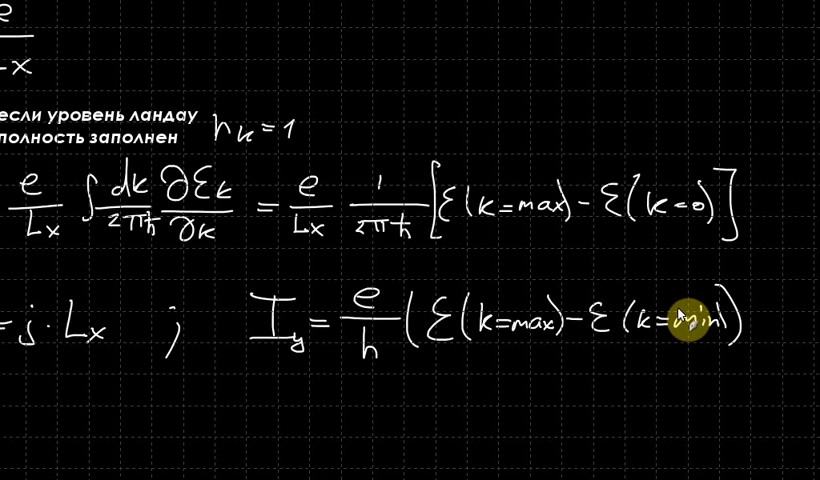 e
-x
если уровень ландау
полность заполнен n_k = 1
e/L_x ∫ dk/2πħ ∂ε_k/∂k = e/L_x 1/2πħ [ε(k=max) - ε(k=0)]
= j · L_x ; I_y = e/h (ε(k=max) - ε(k=min))